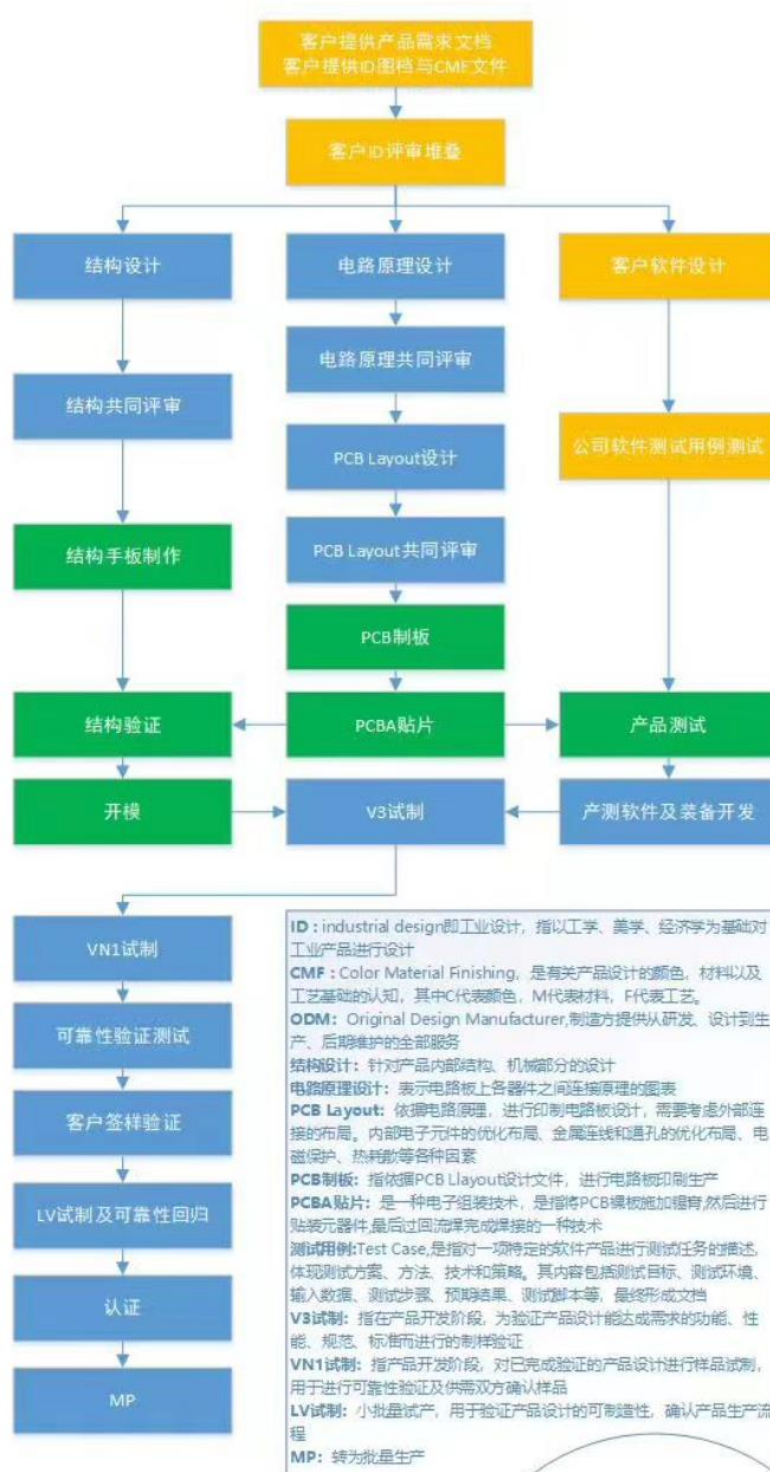 客户提供产品需求文档
客户提供ID图档与CMF文件
客户ID评审堆叠
结构设计
电路原理设计
客户软件设计
电路原理共同评审
结构共同评审
PCB Layout设计
公司软件测试用例测试
结构手板制作
PCB Layout共同评审
PCB制板
结构验证
PCBA贴片
产品测试
开模
V3试制
产测软件及装备开发
VN1试制
可靠性验证测试
客户签样验证
LV试制及可靠性回归
认证
MP
ID：industrial design即工业设计，指以工学、美学、经济学为基础对
工业产品进行设计
CMF：Color Material Finishing，是有关产品设计的颜色，材料以及
工艺基础的认知，其中C代表颜色，M代表材料，F代表工艺。
ODM：Original Design Manufacturer,制造方提供从研发、设计到生
产、后期维护的全部服务
结构设计：针对产品内部结构、机械部分的设计
电路原理设计：表示电路板上各器件之间连接原理的图表
PCB Layout：依据电路原理，进行印制电路板设计，需要考虑外部连
接的布局。内部电子元件的优化布局、金属连线和通孔的优化布局、电
磁保护、热耗散等各种因素
PCB制板：指依据PCB Llayout设计文件，进行电路板印刷生产
PCBA贴片：是一种电子组装技术，是指将PCB裸板施加锡膏,然后进行
贴装元器件,最后过回流焊完成焊接的一种技术
测试用例:Test Case,是指对一项特定的软件产品进行测试任务的描述,
体现测试方案、方法、技术和策略。其内容包括测试目标、测试环境、
输入数据、测试步骤、预期结果、测试脚本等，最终形成文档
V3试制：指在产品开发阶段，为验证产品设计能达成需求的功能、性
能、规范、标准而进行的制样验证
VN1试制：指产品开发阶段，对已完成验证的产品设计进行样品试制，
用于进行可靠性验证及供需双方确认样品
LV试制：小批量试产，用于验证产品设计的可制造性，确认产品生产流
程
MP：转为批量生产